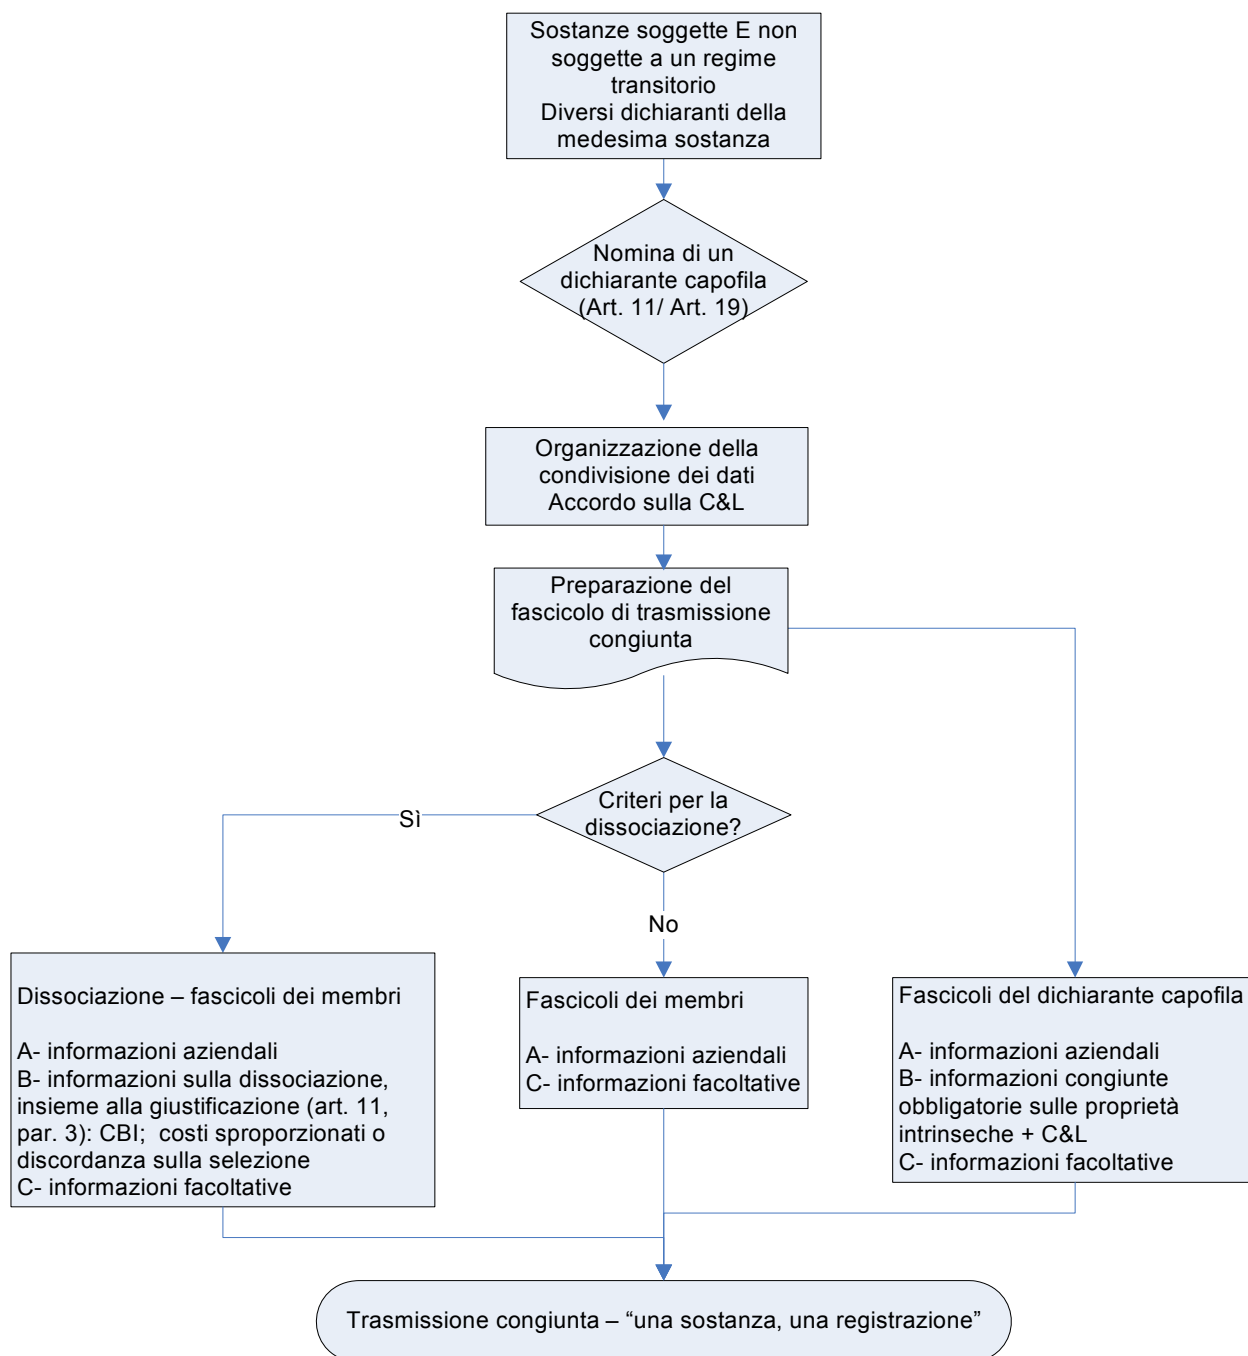 Sostanze soggette E non
soggette a un regime
transitorio
Diversi dichiaranti della
medesima sostanza
Nomina di un
dichiarante capofila
(Art. 11/ Art. 19)
Organizzazione della
condivisione dei dati
Accordo sulla C&L
Preparazione del
fascicolo di trasmissione
congiunta
Criteri per la
dissociazione?
Sì
No
Dissociazione – fascicoli dei membri
A- informazioni aziendali
B- informazioni sulla dissociazione,
insieme alla giustificazione (art. 11,
par. 3): CBI; costi sproporzionati o
discordanza sulla selezione
C- informazioni facoltative
Fascicoli dei membri
A- informazioni aziendali
C- informazioni facoltative
Fascicoli del dichiarante capofila
A- informazioni aziendali
B- informazioni congiunte
obbligatorie sulle proprietà
intrinseche + C&L
C- informazioni facoltative
Trasmissione congiunta – “una sostanza, una registrazione”